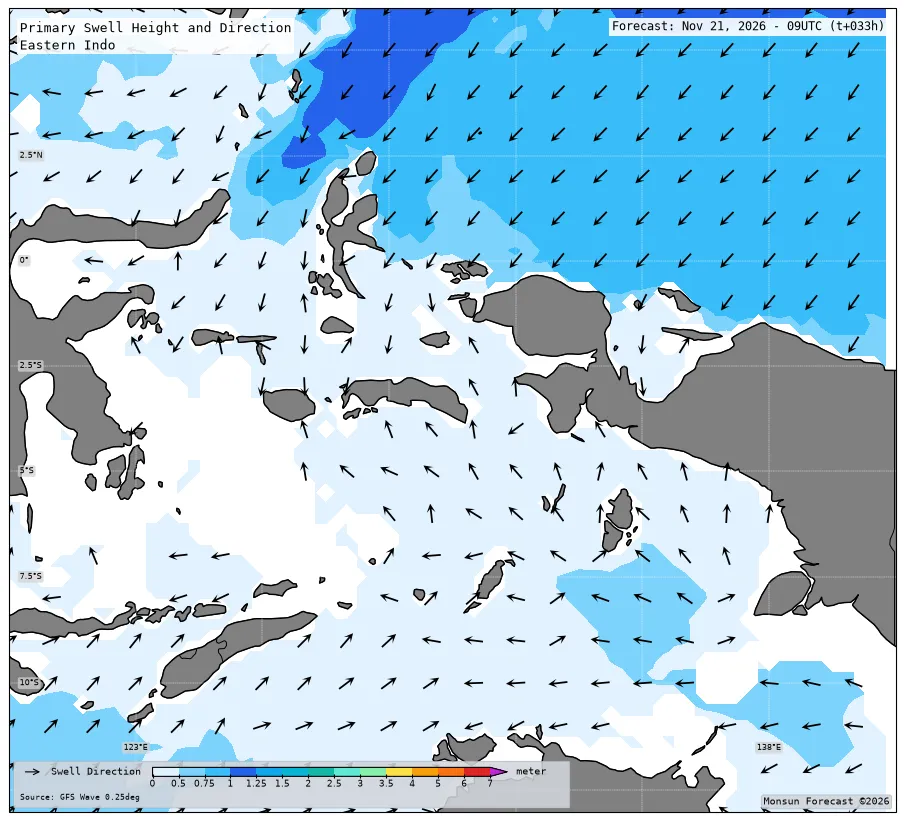 Primary Swell Height and Direction
Eastern Indo
Forecast: Nov 21, 2026 - 09UTC (t+033h)
2.5°N
0°
2.5°S
5°S
7.5°S
10°S
123°E
138°E
Swell Direction
0 0.5 0.75 1 1.25 1.5 2 2.5 3 3.5 4 5 6 7
meter
Source: GFS Wave 0.25deg
Monsun Forecast ©2026